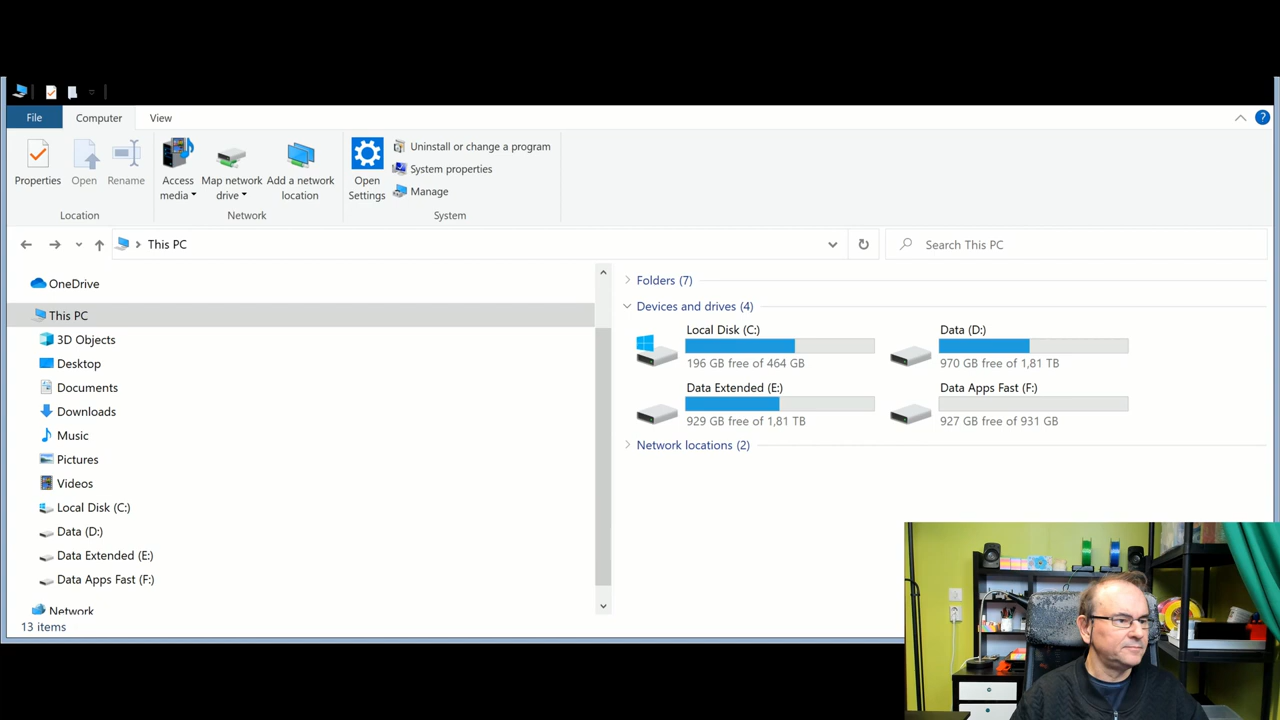 File Computer View
Properties Open Rename Access media Map network drive Add a network location Open Settings Uninstall or change a program
System properties
Manage
Location Network System
This PC Search This PC
OneDrive
This PC
3D Objects
Desktop
Documents
Downloads
Music
Pictures
Videos
Local Disk (C:)
Data (D:)
Data Extended (E:)
Data Apps Fast (F:)
Network
13 items
Folders (7)
Devices and drives (4)
Local Disk (C:)
196 GB free of 464 GB
Data (D:)
970 GB free of 1,81 TB
Data Extended (E:)
929 GB free of 1,81 TB
Data Apps Fast (F:)
927 GB free of 931 GB
Network locations (2)